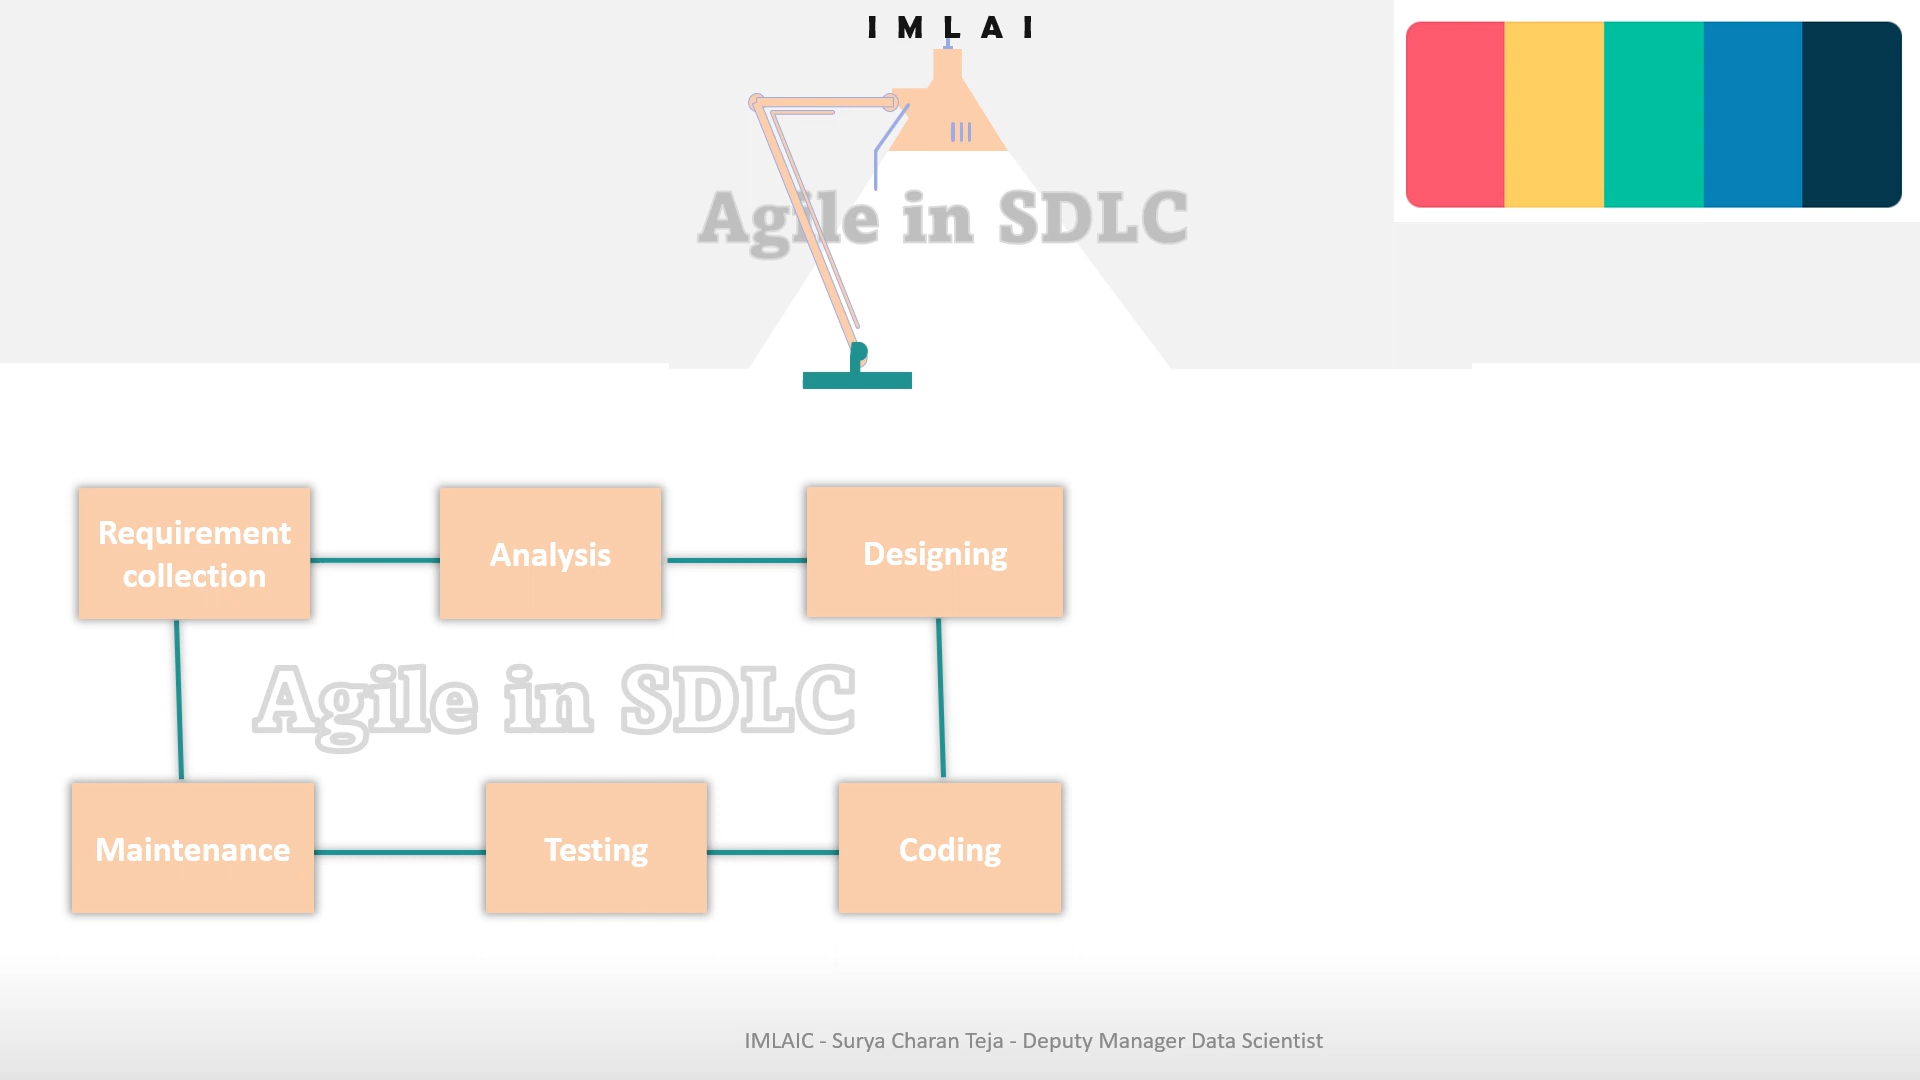 I M L A I
Agile in SDLC
Requirement
collection
Analysis
Designing
Agile in SDLC
Maintenance
Testing
Coding
IMLAIC - Surya Charan Teja - Deputy Manager Data Scientist